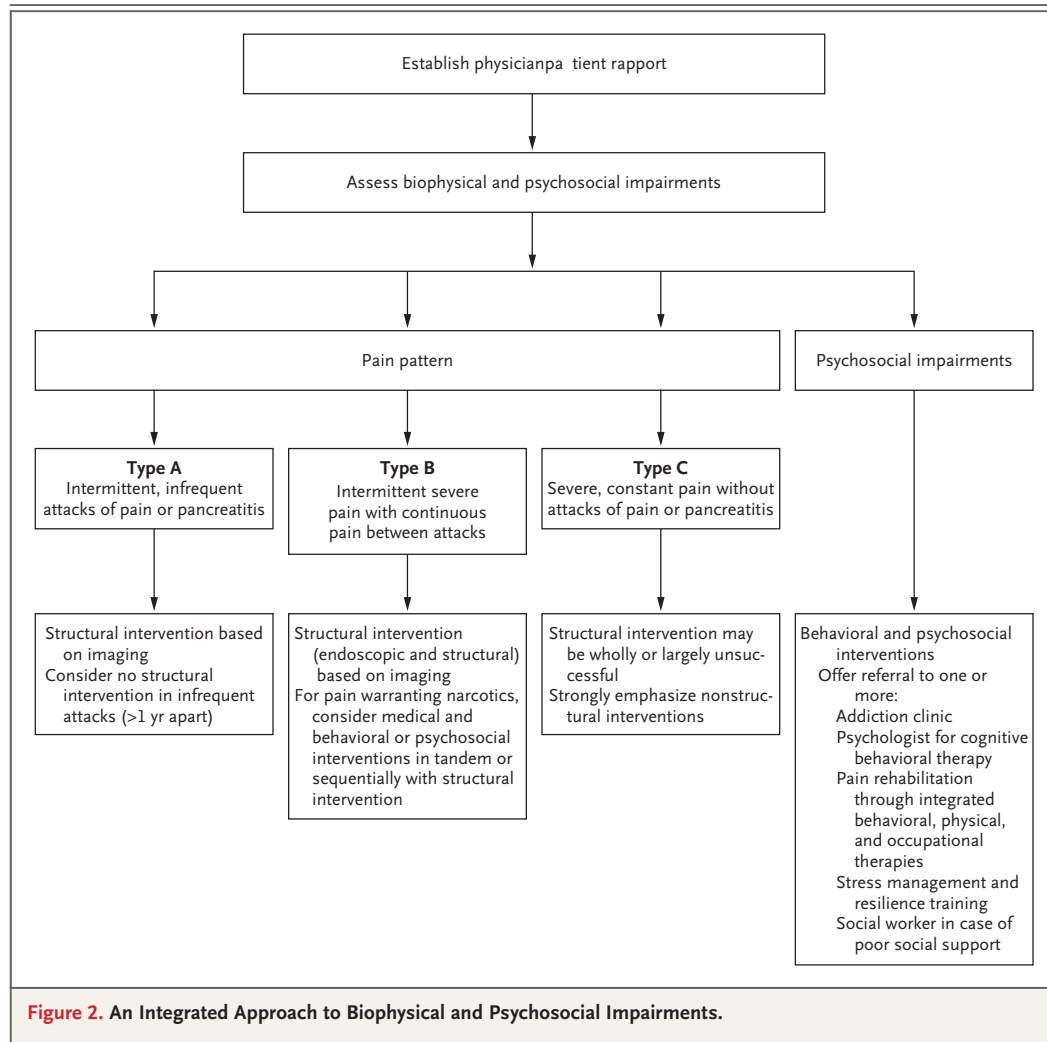 Establish physicianpa tient rapport
Assess biophysical and psychosocial impairments
Pain pattern
Psychosocial impairments
Type A
Intermittent, infrequent
attacks of pain or pancreatitis
Type B
Intermittent severe
pain with continuous
pain between attacks
Type C
Severe, constant pain without
attacks of pain or pancreatitis
Structural intervention based
on imaging
Consider no structural
intervention in infrequent
attacks (>1 yr apart)
Structural intervention
(endoscopic and structural)
based on imaging
For pain warranting narcotics,
consider medical and
behavioral or psychosocial
interventions in tandem or
sequentially with structural
intervention
Structural intervention may
be wholly or largely unsuc-
cessful
Strongly emphasize nonstruc-
tural interventions
Behavioral and psychosocial
interventions
Offer referral to one or
more:
Addiction clinic
Psychologist for cognitive
behavioral therapy
Pain rehabilitation
through integrated
behavioral, physical,
and occupational
therapies
Stress management and
resilience training
Social worker in case of
poor social support
Figure 2. An Integrated Approach to Biophysical and Psychosocial Impairments.